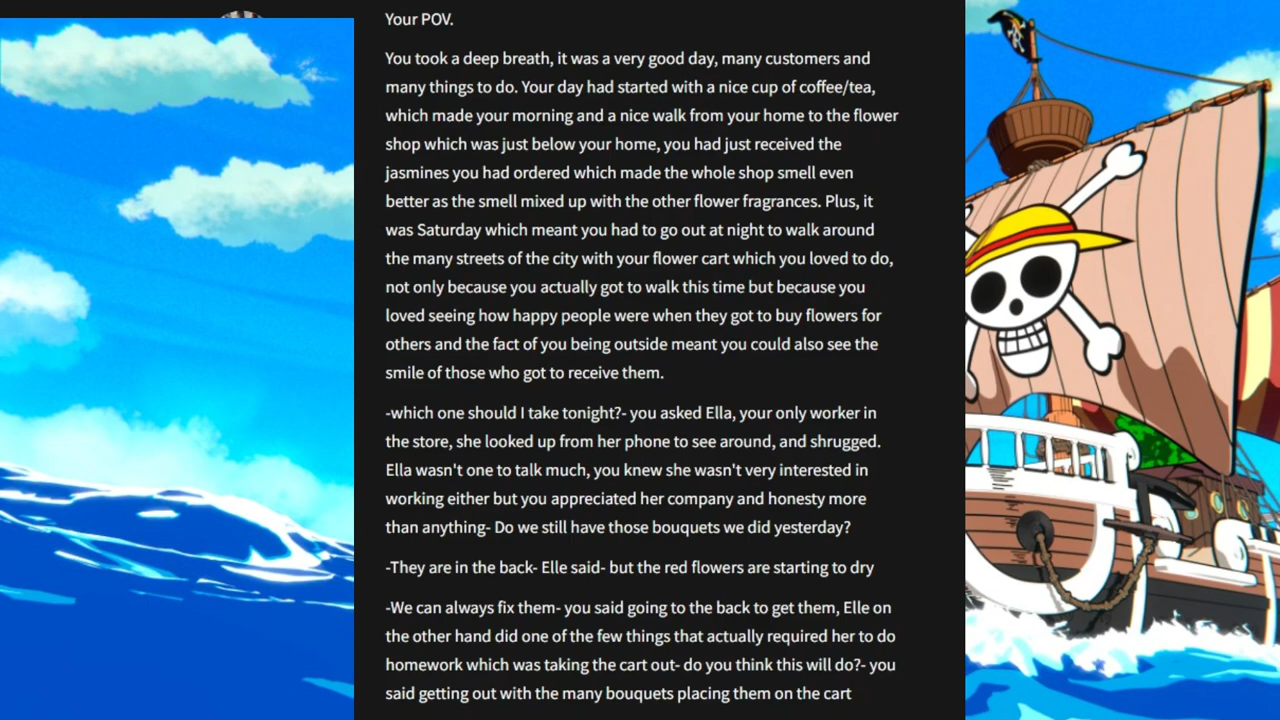 Your POV.
You took a deep breath, it was a very good day, many customers and
many things to do. Your day had started with a nice cup of coffee/tea,
which made your morning and a nice walk from your home to the flower
shop which was just below your home, you had just received the
jasmines you had ordered which made the whole shop smell even
better as the smell mixed up with the other flower fragrances. Plus, it
was Saturday which meant you had to go out at night to walk around
the many streets of the city with your flower cart which you loved to do,
not only because you actually got to walk this time but because you
loved seeing how happy people were when they got to buy flowers for
others and the fact of you being outside meant you could also see the
smile of those who got to receive them.
-which one should I take tonight?- you asked Ella, your only worker in
the store, she looked up from her phone to see around, and shrugged.
Ella wasn't one to talk much, you knew she wasn't very interested in
working either but you appreciated her company and honesty more
than anything- Do we still have those bouquets we did yesterday?
-They are in the back- Elle said- but the red flowers are starting to dry
-We can always fix them- you said going to the back to get them, Elle on
the other hand did one of the few things that actually required her to do
homework which was taking the cart out- do you think this will do?- you
said getting out with the many bouquets placing them on the cart